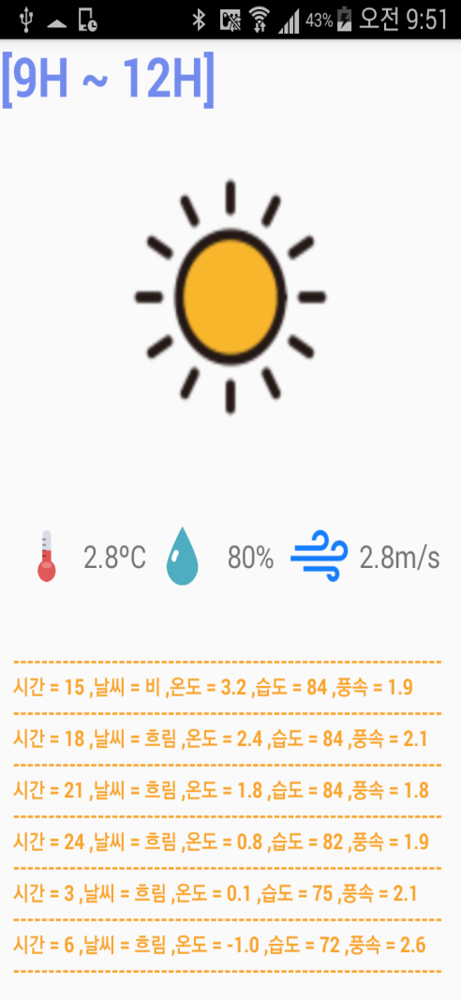 43% 오전 9:51
[9H ~ 12H]
2.8ºC 80% 2.8m/s
--------------------------------------------------------------
시간 = 15 ,날씨 = 비 ,온도 = 3.2 ,습도 = 84 ,풍속 = 1.9
--------------------------------------------------------------
시간 = 18 ,날씨 = 흐림 ,온도 = 2.4 ,습도 = 84 ,풍속 = 2.1
--------------------------------------------------------------
시간 = 21 ,날씨 = 흐림 ,온도 = 1.8 ,습도 = 84 ,풍속 = 1.8
--------------------------------------------------------------
시간 = 24 ,날씨 = 흐림 ,온도 = 0.8 ,습도 = 82 ,풍속 = 1.9
--------------------------------------------------------------
시간 = 3 ,날씨 = 흐림 ,온도 = 0.1 ,습도 = 75 ,풍속 = 2.1
--------------------------------------------------------------
시간 = 6 ,날씨 = 흐림 ,온도 = -1.0 ,습도 = 72 ,풍속 = 2.6
--------------------------------------------------------------